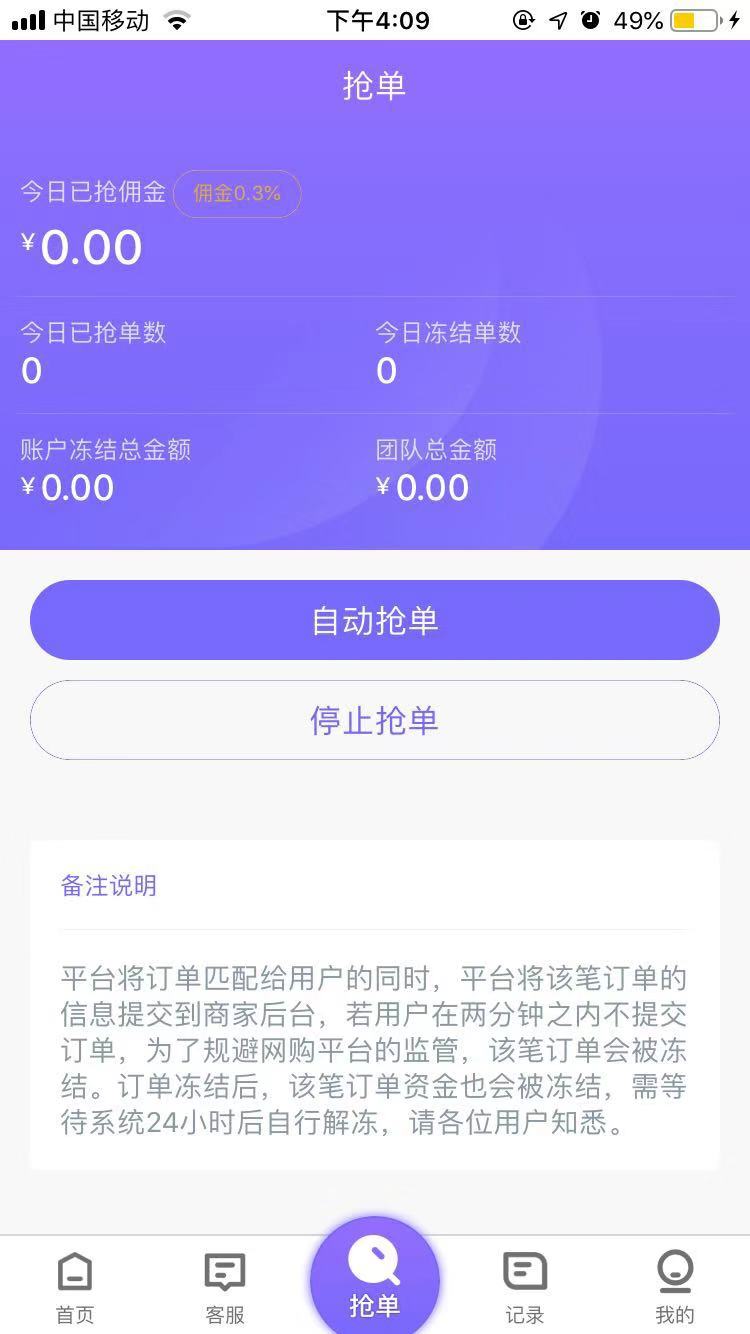 中国移动 下午4:09 49%
抢单
今日已抢佣金 佣金0.3%
¥0.00
今日已抢单数 今日冻结单数
0 0
账户冻结总金额 团队总金额
¥0.00 ¥0.00
自动抢单
停止抢单
备注说明
平台将订单匹配给用户的同时，平台将该笔订单的
信息提交到商家后台，若用户在两分钟之内不提交
订单，为了规避网购平台的监管，该笔订单会被冻
结。订单冻结后，该笔订单资金也会被冻结，需等
待系统24小时后自行解冻，请各位用户知悉。
首页 客服 抢单 记录 我的